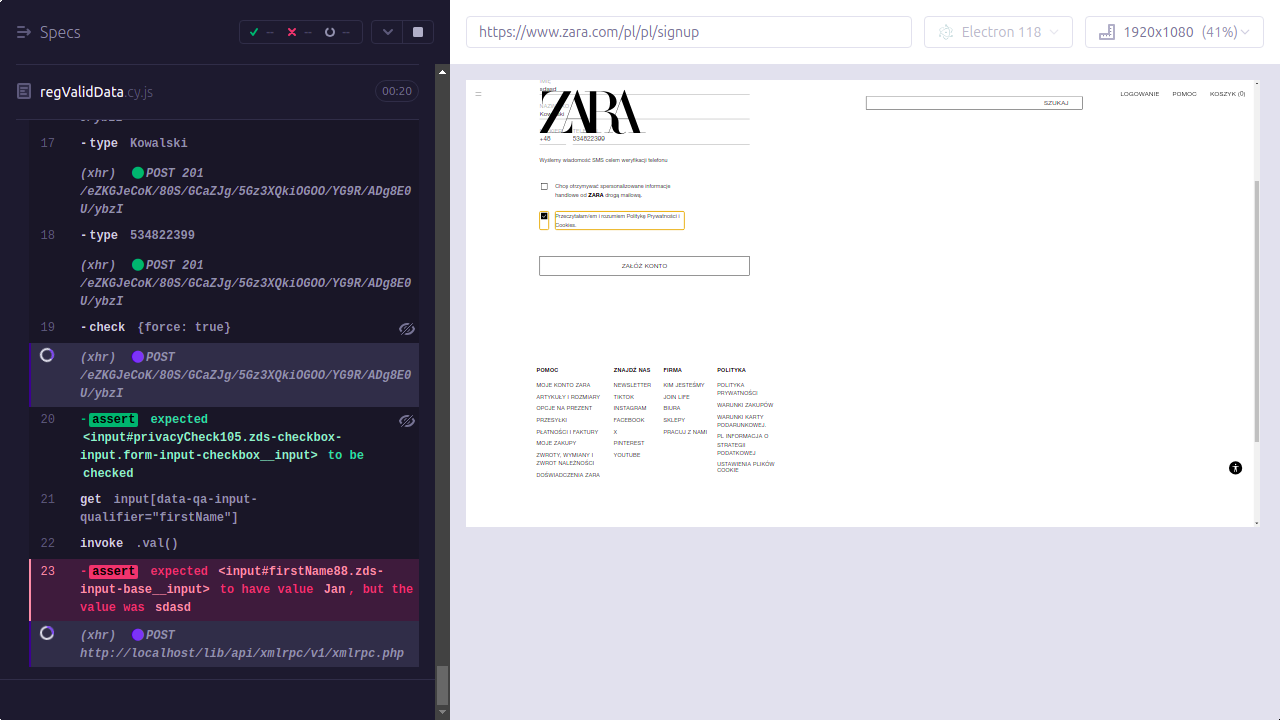 Specs
--
--
--
https://www.zara.com/pl/pl/signup
Electron 118
1920x1080 (41%)
regValidData.cy.js
00:20
U/ybzI
17 -type Kowalski
(xhr) POST 201
/eZKGJeCoK/80S/GCaZJg/5Gz3XQkiOGOO/YG9R/ADg8E0
U/ybzI
18 -type 534822399
(xhr) POST 201
/eZKGJeCoK/80S/GCaZJg/5Gz3XQkiOGOO/YG9R/ADg8E0
U/ybzI
19 -check {force: true}
(xhr) POST
/eZKGJeCoK/80S/GCaZJg/5Gz3XQkiOGOO/YG9R/ADg8E0
U/ybzI
20 -assert expected
<input#privacyCheck105.zds-checkbox-
input.form-input-checkbox__input> to be
checked
21 get input[data-qa-input-
qualifier="firstName"]
22 invoke .val()
23 -assert expected <input#firstName88.zds-
input-base__input> to have value Jan, but the
value was sdasd
(xhr) POST
http://localhost/lib/api/xmlrpc/v1/xmlrpc.php
sdasd
ZARA
Kowalski
+48 534822399
SZUKAJ
LOGOWANIE
POMOC
KOSZYK (0)
Wyślemy wiadomość SMS celem weryfikacji telefonu
Chcę otrzymywać spersonalizowane informacje
handlowe od ZARA drogą mailową.
Przeczytałam/em i rozumiem Politykę Prywatności i
Cookies.
ZAŁÓŻ KONTO
POMOC
MOJE KONTO ZARA
ARTYKUŁY I ROZMIARY
OPCJE NA PREZENT
PRZESYŁKI
PŁATNOŚCI I FAKTURY
MOJE ZAKUPY
ZWROTY, WYMIANY I
ZWROT NALEŻNOŚCI
DOŚWIADCZENIA ZARA
ZNAJDŹ NAS
NEWSLETTER
TIKTOK
INSTAGRAM
FACEBOOK
X
PINTEREST
YOUTUBE
FIRMA
KIM JESTEŚMY
JOIN LIFE
BIURA
SKLEPY
PRACUJ Z NAMI
POLITYKA
POLITYKA
PRYWATNOŚCI
WARUNKI ZAKUPÓW
WARUNKI KARTY
PODARUNKOWEJ.
PL INFORMACJA O
STRATEGII
PODATKOWEJ
USTAWIENIA PLIKÓW
COOKIE